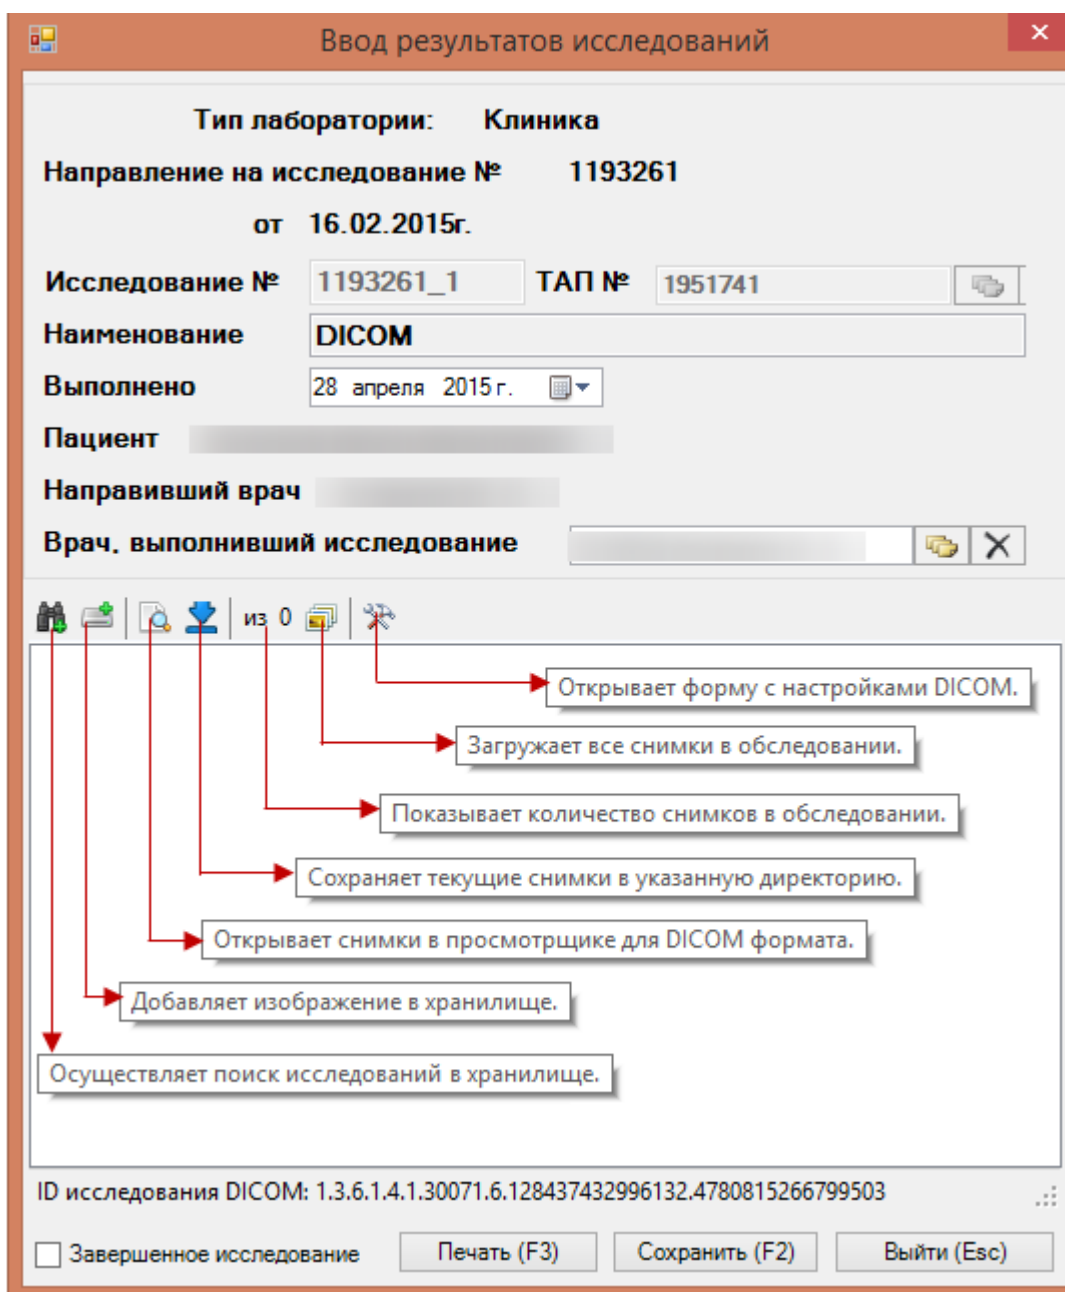 Ввод результатов исследований
Тип лаборатории: Клиника
Направление на исследование № 1193261
от 16.02.2015г.
Исследование № 1193261_1 ТАП № 1951741
Наименование DICOM
Выполнено 28 апреля 2015 г.
Пациент
Направивший врач
Врач, выполнивший исследование
из 0
Открывает форму с настройками DICOM.
Загружает все снимки в обследовании.
Показывает количество снимков в обследовании.
Сохраняет текущие снимки в указанную директорию.
Открывает снимки в просмотрщике для DICOM формата.
Добавляет изображение в хранилище.
Осуществляет поиск исследований в хранилище.
ID исследования DICOM: 1.3.6.1.4.1.30071.6.128437432996132.4780815266799503
Завершенное исследование Печать (F3) Сохранить (F2) Выйти (Esc)